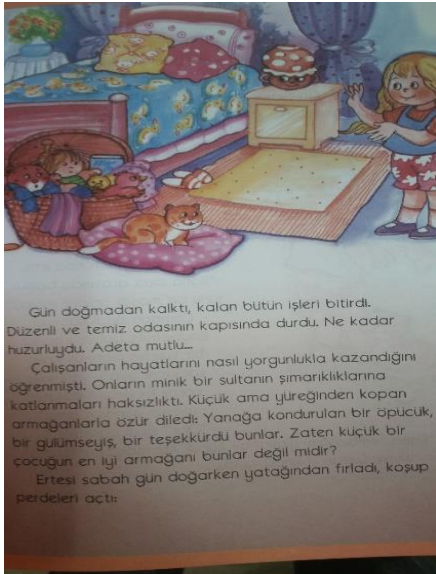 Gün doğmadan kalktı, kalan bütün işleri bitirdi.
Düzenli ve temiz odasının kapısında durdu. Ne kadar
huzurluydu. Adeta mutlu...
Çalışanların hayatlarını nasıl yorgunlukla kazandığını
öğrenmişti. Onların minik bir sultanın şımarıklıklarına
katlanmaları haksızlıktı. Küçük ama yüreğinden kopan
armağanlarla özür diledi: Yanağa kondurulan bir öpücük,
bir gülümseyiş, bir teşekkürdü bunlar. Zaten küçük bir
çocuğun en iyi armağanı bunlar değil midir?
Ertesi sabah gün doğarken yatağından fırladı, koşup
perdeleri açtı: